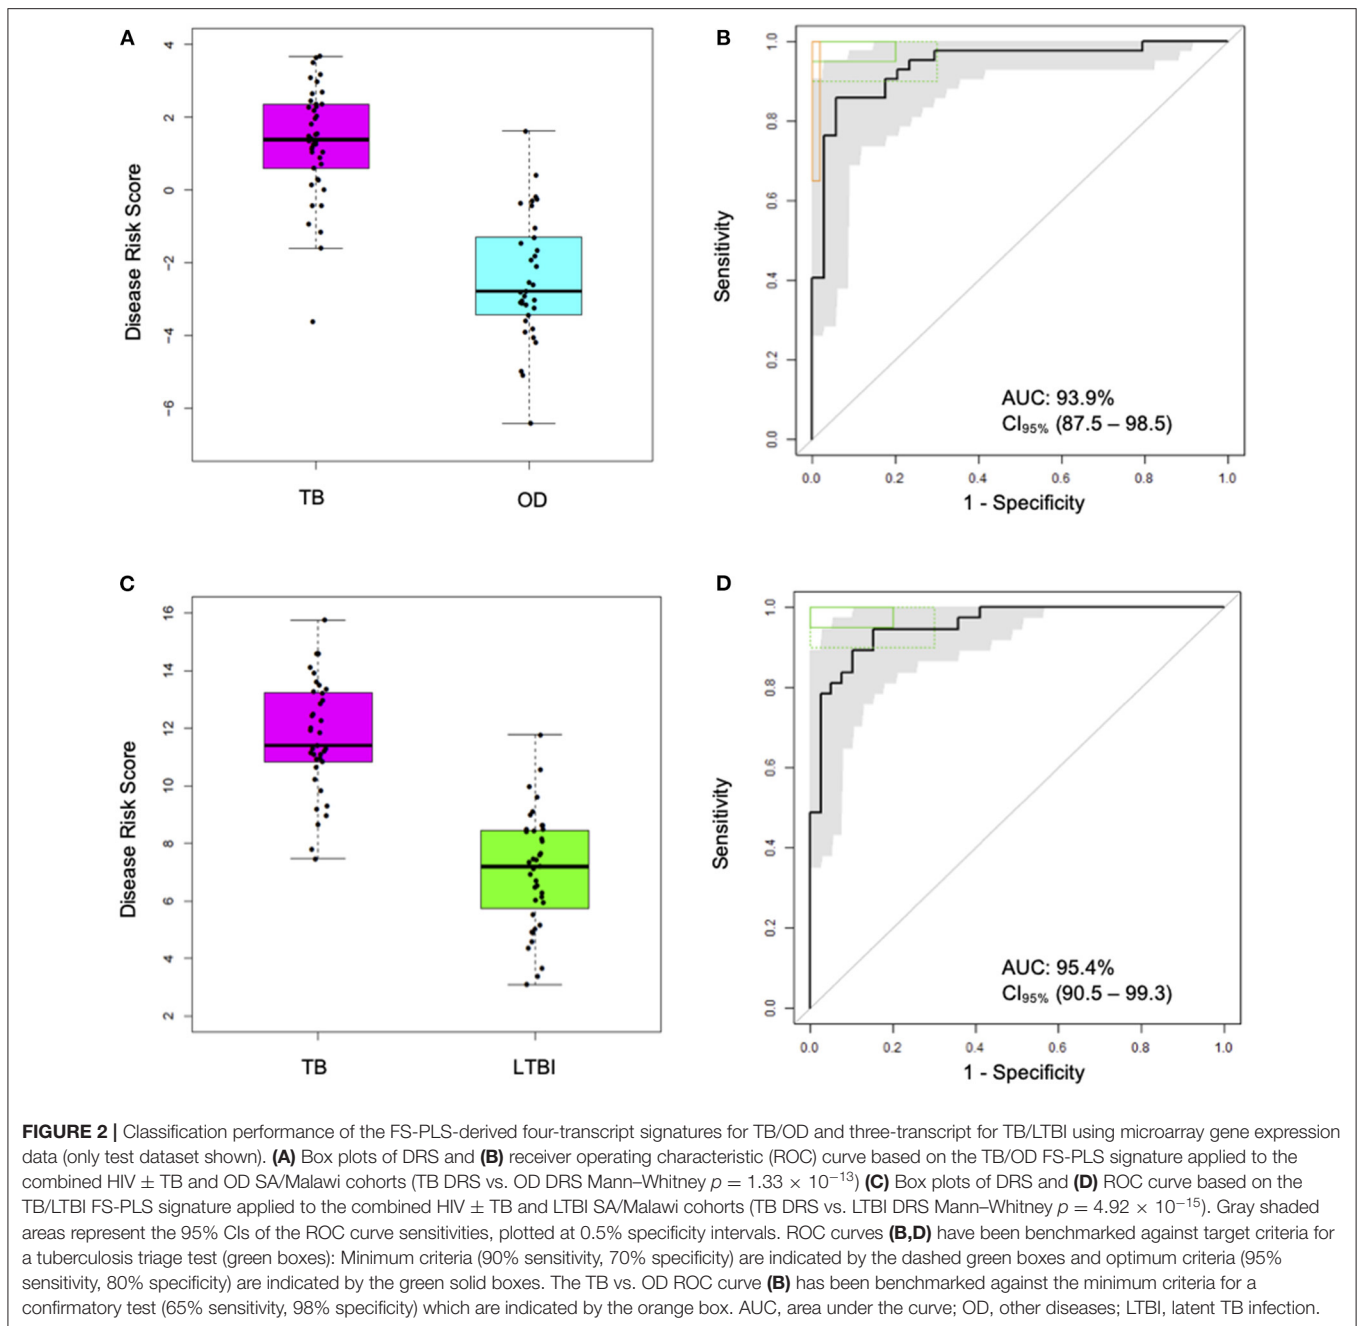 A
4
2
0
−2
−4
−6
Disease Risk Score
TB
OD
B
1.0
0.8
0.6
0.4
0.2
0.0
Sensitivity
AUC: 93.9%
CI95% (87.5 – 98.5)
0.0 0.2 0.4 0.6 0.8 1.0
1 - Specificity
C
16
14
12
10
8
6
4
2
Disease Risk Score
TB
LTBI
D
1.0
0.8
0.6
0.4
0.2
0.0
Sensitivity
AUC: 95.4%
CI95% (90.5 – 99.3)
0.0 0.2 0.4 0.6 0.8 1.0
1 - Specificity
FIGURE 2 | Classification performance of the FS-PLS-derived four-transcript signatures for TB/OD and three-transcript for TB/LTBI using microarray gene expression
data (only test dataset shown). (A) Box plots of DRS and (B) receiver operating characteristic (ROC) curve based on the TB/OD FS-PLS signature applied to the
combined HIV ± TB and OD SA/Malawi cohorts (TB DRS vs. OD DRS Mann–Whitney p = 1.33 × 10−13) (C) Box plots of DRS and (D) ROC curve based on the
TB/LTBI FS-PLS signature applied to the combined HIV ± TB and LTBI SA/Malawi cohorts (TB DRS vs. LTBI DRS Mann–Whitney p = 4.92 × 10−15). Gray shaded
areas represent the 95% CIs of the ROC curve sensitivities, plotted at 0.5% specificity intervals. ROC curves (B,D) have been benchmarked against target criteria for
a tuberculosis triage test (green boxes): Minimum criteria (90% sensitivity, 70% specificity) are indicated by the dashed green boxes and optimum criteria (95%
sensitivity, 80% specificity) are indicated by the green solid boxes. The TB vs. OD ROC curve (B) has been benchmarked against the minimum criteria for a
confirmatory test (65% sensitivity, 98% specificity) which are indicated by the orange box. AUC, area under the curve; OD, other diseases; LTBI, latent TB infection.